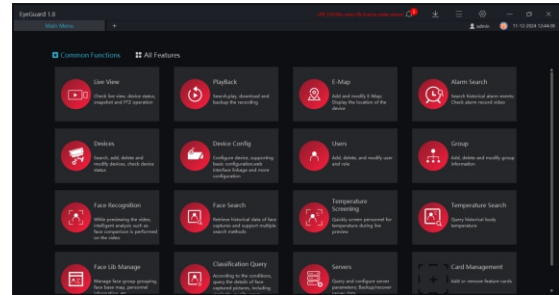 EyeGuard 1.0
Main Menu +
admin 11-12-2024 12:44:00
Common Functions All Features
Live View
Check live view, device status,
snapshot and PTZ operation
PlayBack
Search, play, download and
backup the recording
E-Map
Add and modify E-Map;
Display the location of the
device
Alarm Search
Search historical alarm events;
Check alarm record video
Devices
Search, add, delete and
modify devices, check device
status
Device Config
Configure device, supporting
basic configuration,web
interface linkage and more
configuration
Users
Add, delete, and modify user
and role
Group
Add, delete and modify group
information
Face Recognition
While previewing the video,
intelligent analysis such as
face comparison is performed
on the video
Face Search
Retrieve historical data of face
captures and support multiple
search methods
Temperature
Screening
Quickly screen personnel for
temperature during live
preview
Temperature Search
Query historical body
temperature
Face Lib Manage
Manage face group grouping,
face base map, personnel
Classification Query
According to the conditions,
query the details of face
captured pictures, including
Servers
Query and configure server
parameters; Backup/recover
Card Management
Add or remove feature cards